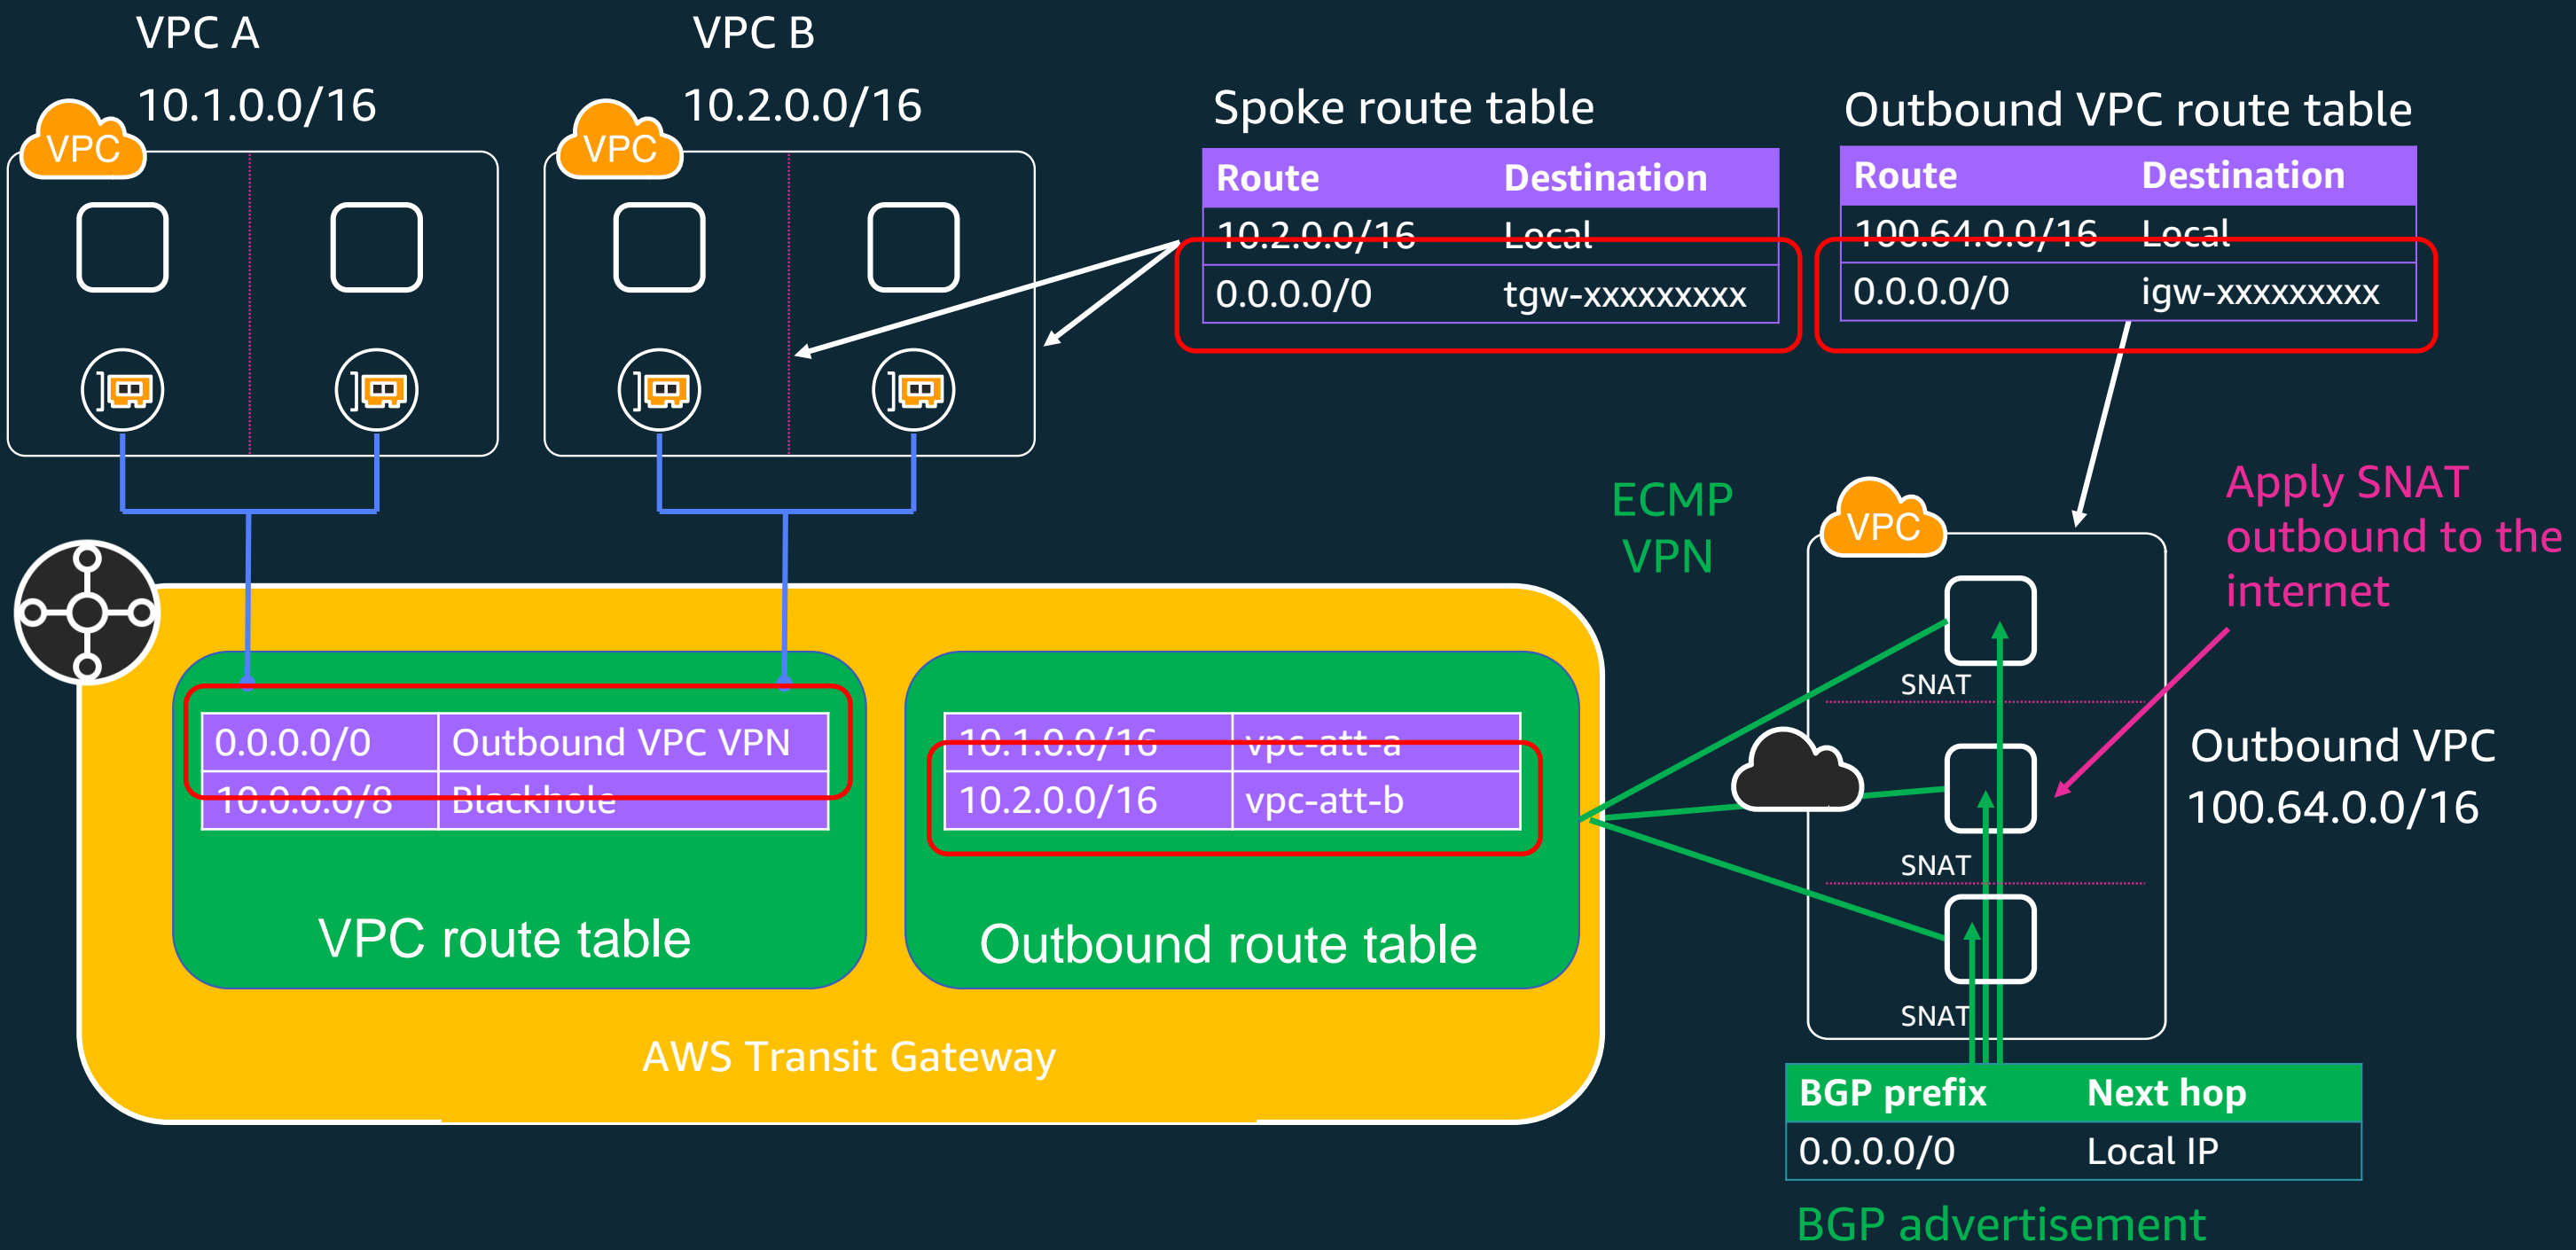 VPC A
10.1.0.0/16
VPC
VPC B
10.2.0.0/16
VPC
Spoke route table
Route Destination
10.2.0.0/16 Local
0.0.0.0/0 tgw-xxxxxxxxx
Outbound VPC route table
Route Destination
100.64.0.0/16 Local
0.0.0.0/0 igw-xxxxxxxxx
ECMP
VPN
VPC
Apply SNAT
outbound to the
internet
SNAT
SNAT
SNAT
Outbound VPC
100.64.0.0/16
0.0.0.0/0 Outbound VPC VPN
10.0.0.0/8 Blackhole
VPC route table
10.1.0.0/16 vpc-att-a
10.2.0.0/16 vpc-att-b
Outbound route table
AWS Transit Gateway
BGP prefix Next hop
0.0.0.0/0 Local IP
BGP advertisement